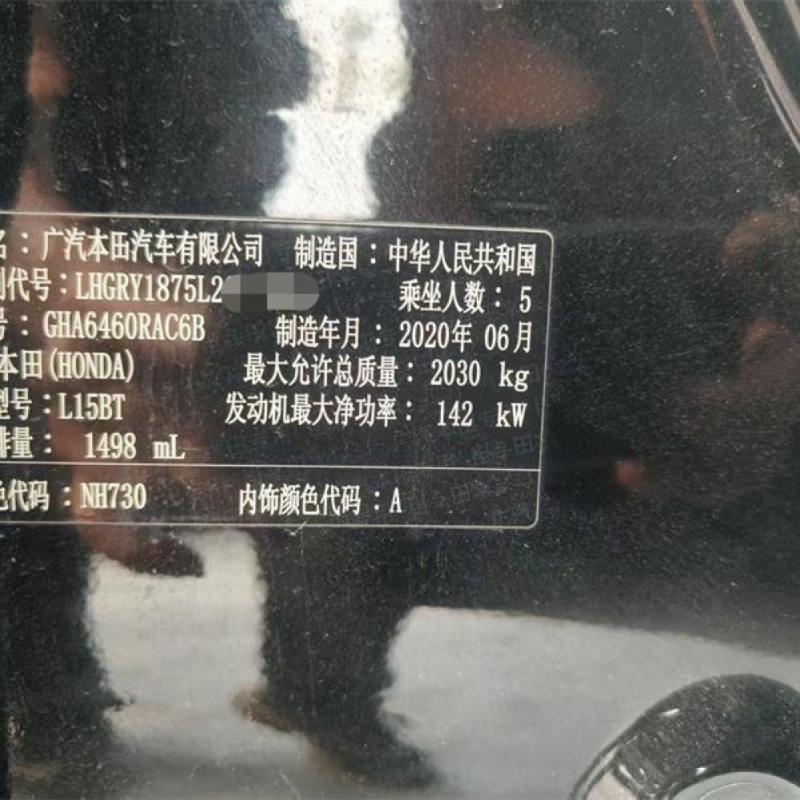 名：广汽本田汽车有限公司 制造国：中华人民共和国
别代号：LHGRY1875L2 乘坐人数：5
号：GHA6460RAC6B 制造年月：2020年 06月
本田(HONDA) 最大允许总质量：2030 kg
型号：L15BT 发动机最大净功率：142 kW
排量：1498 mL
色代码：NH730 内饰颜色代码：A